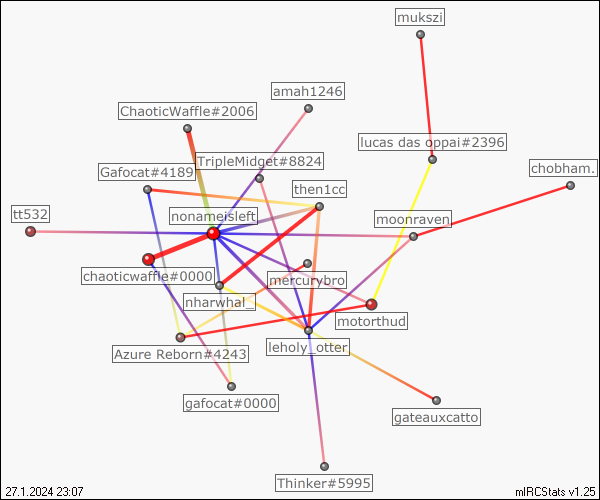 mukszi
amah1246
ChaoticWaffle#2006
lucas das oppai#2396
TripleMidget#8824
chobham.
Gafocat#4189
then1cc
tt532
nonameisleft
moonraven
chaoticwaffle#0000
mercurybro
nharwhal_
motorthud
leholy_otter
Azure Reborn#4243
gafocat#0000
gateauxcatto
Thinker#5995
27.1.2024 23:07
mIRCStats v1.25